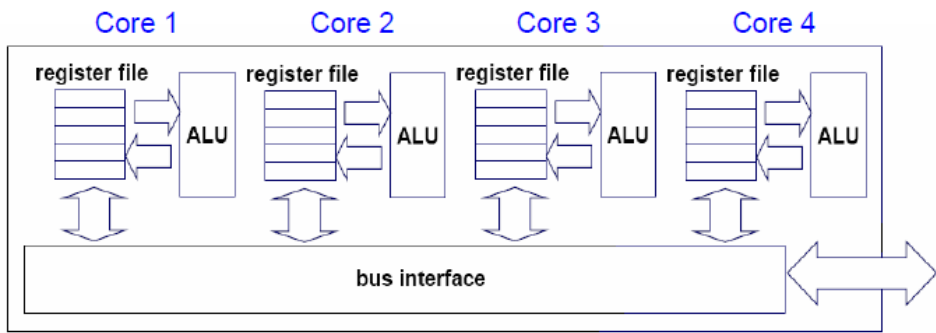 Core 1 Core 2 Core 3 Core 4
register file register file register file register file
ALU ALU ALU ALU
bus interface